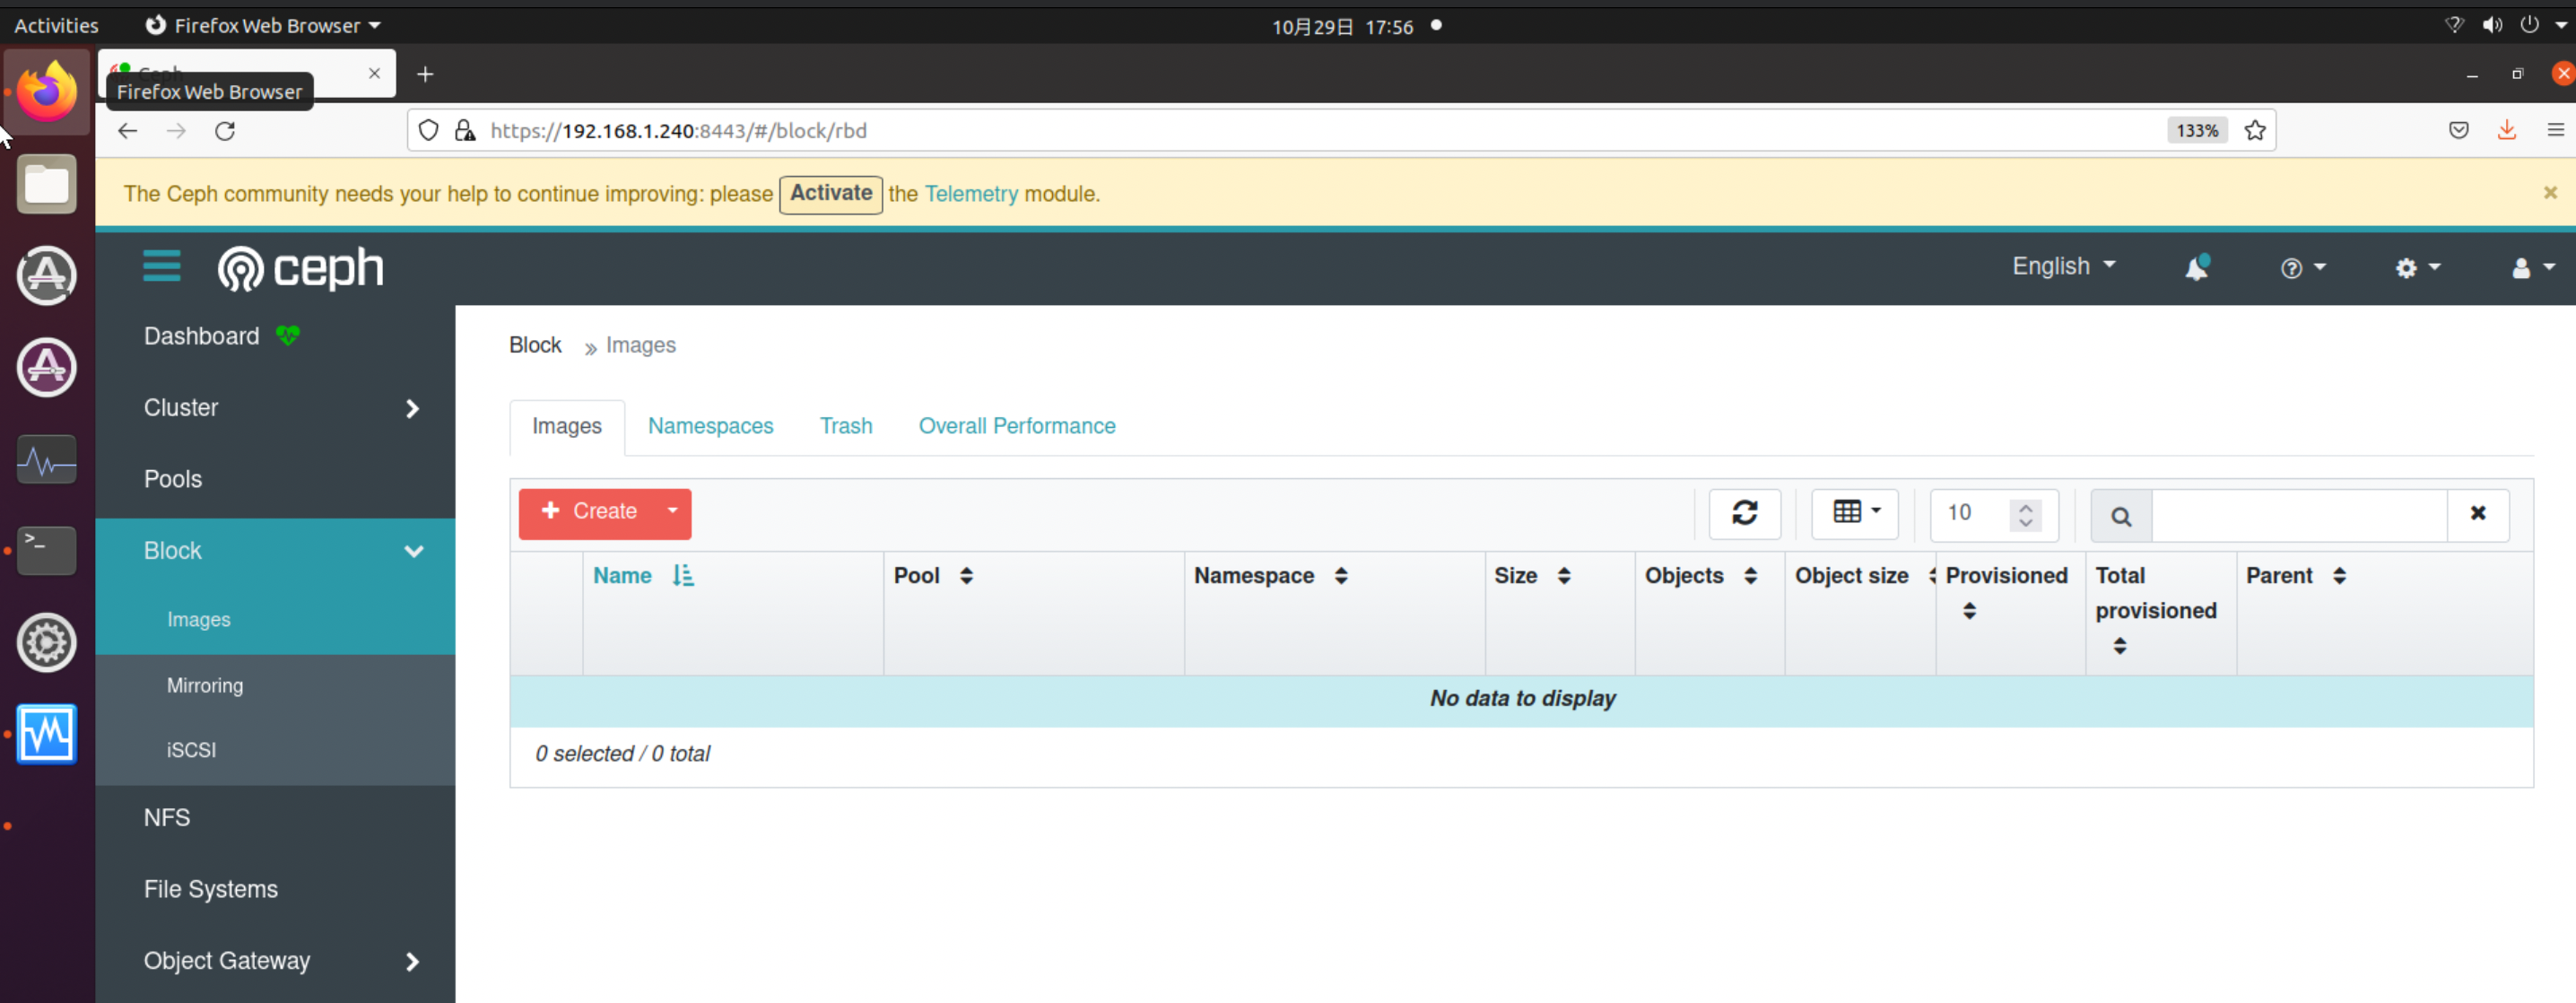 Activities Firefox Web Browser 10月29日 17:56
Ceph
Firefox Web Browser
https://192.168.1.240:8443/#/block/rbd 133%
The Ceph community needs your help to continue improving: please Activate the Telemetry module.
ceph English
Dashboard
Cluster
Pools
Block
Images
Mirroring
iSCSI
NFS
File Systems
Object Gateway
Block » Images
Images Namespaces Trash Overall Performance
+ Create 10
Name Pool Namespace Size Objects Object size Provisioned Total provisioned Parent
No data to display
0 selected / 0 total